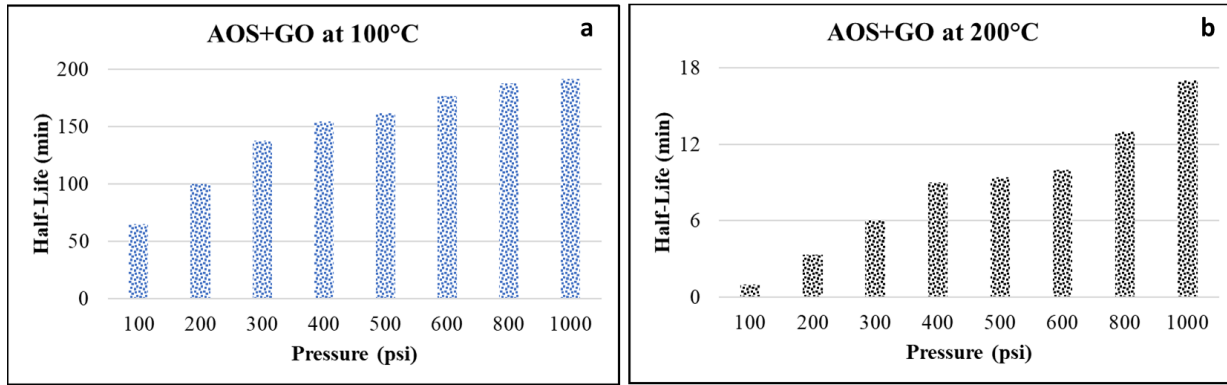 AOS+GO at 100°C
a
200
150
100
50
0
Half-Life (min)
100 200 300 400 500 600 800 1000
Pressure (psi)
AOS+GO at 200°C
b
18
12
6
0
Half-Life (min)
100 200 300 400 500 600 800 1000
Pressure (psi)